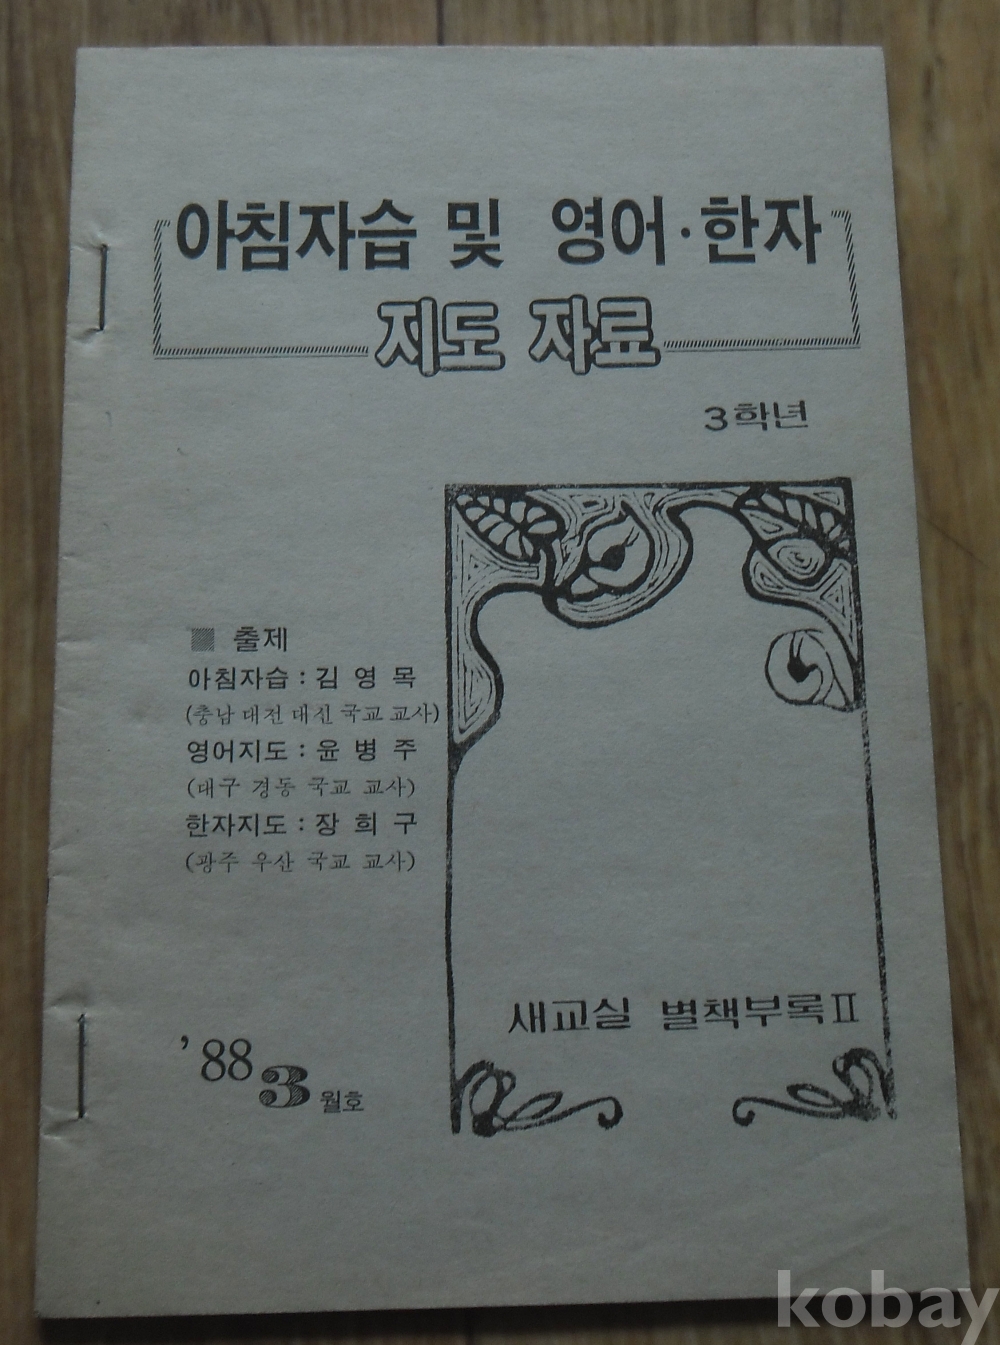 아침자습 및 영어·한자
지도 자료
3학년
출제
아침자습 : 김 영 목
(충남 대전 대신 국교 교사)
영어지도 : 윤 병 주
(대구 경동 국교 교사)
한자지도 : 장 희 구
(광주 우산 국교 교사)
새교실 별책부록Ⅱ
'88 3 월호
kobay